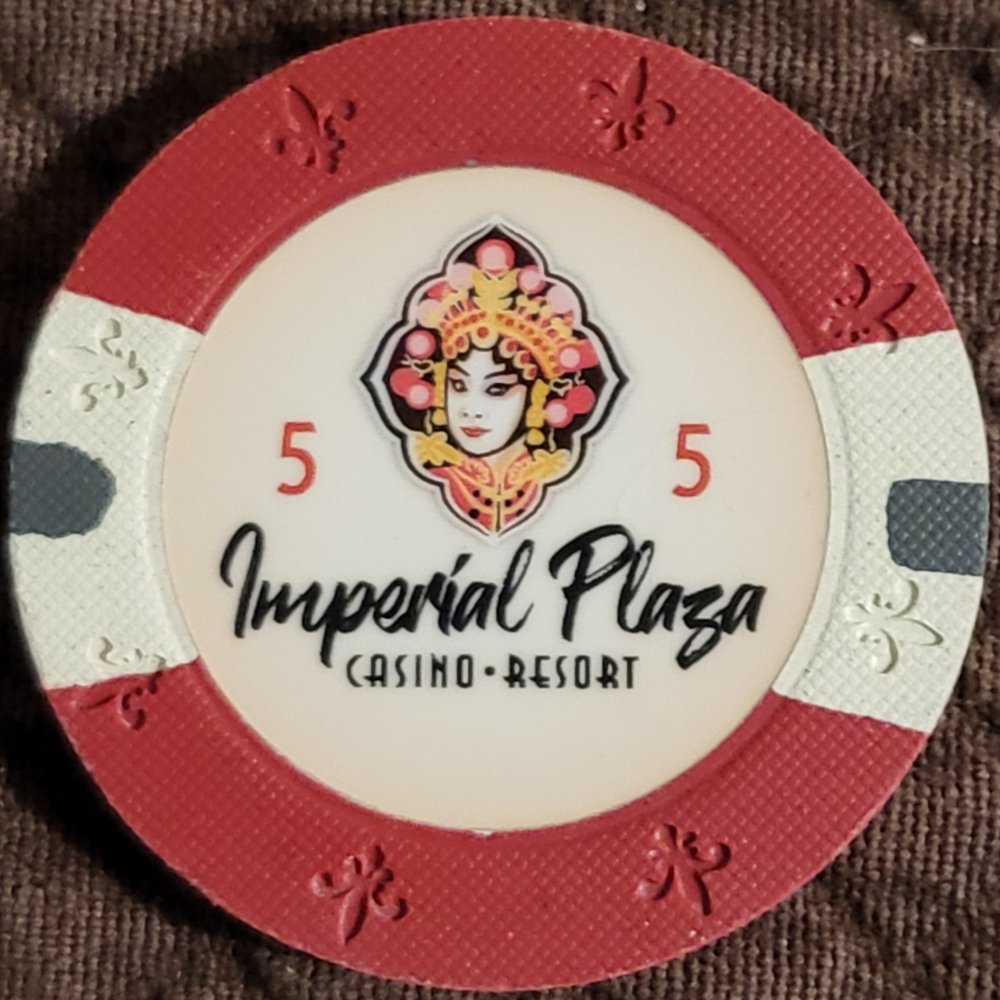 5 5
Imperial Plaza
CASINO • RESORT